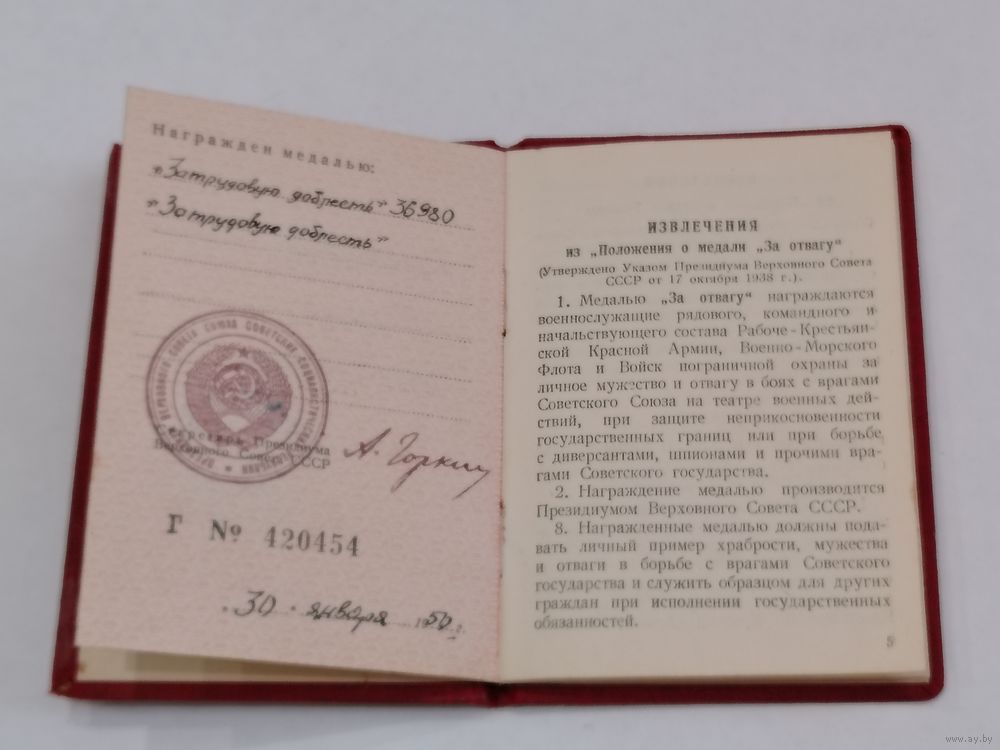 Награжден медалью:
„За трудовую добресть" 36980
„За трудовую добресть"
Секретарь Президиума
Верховного Совета
СССР
А. Горкин
Г № 420454
„30" января 1950 г.
ИЗВЛЕЧЕНИЯ
из „Положения о медали „За отвагу“
(Утверждено Указом Президиума Верховного Совета
СССР от 17 октября 1938 г.).
1. Медалью „За отвагу“ награждаются
военнослужащие рядового, командного и
начальствующего состава Рабоче-Крестьян-
ской Красной Армии, Военно-Морского
Флота и Войск пограничной охраны за
личное мужество и отвагу в боях с врагами
Советского Союза на театре военных дей-
ствий, при защите неприкосновенности
государственных границ или при борьбе
с диверсантами, шпионами и прочими вра-
гами Советского государства.
2. Награждение медалью производится
Президиумом Верховного Совета СССР.
8. Награжденные медалью должны пода-
вать личный пример храбрости, мужества
и отваги в борьбе с врагами Советского
государства и служить образцом для других
граждан при исполнении государственных
обязанностей.
5
www.ay.by